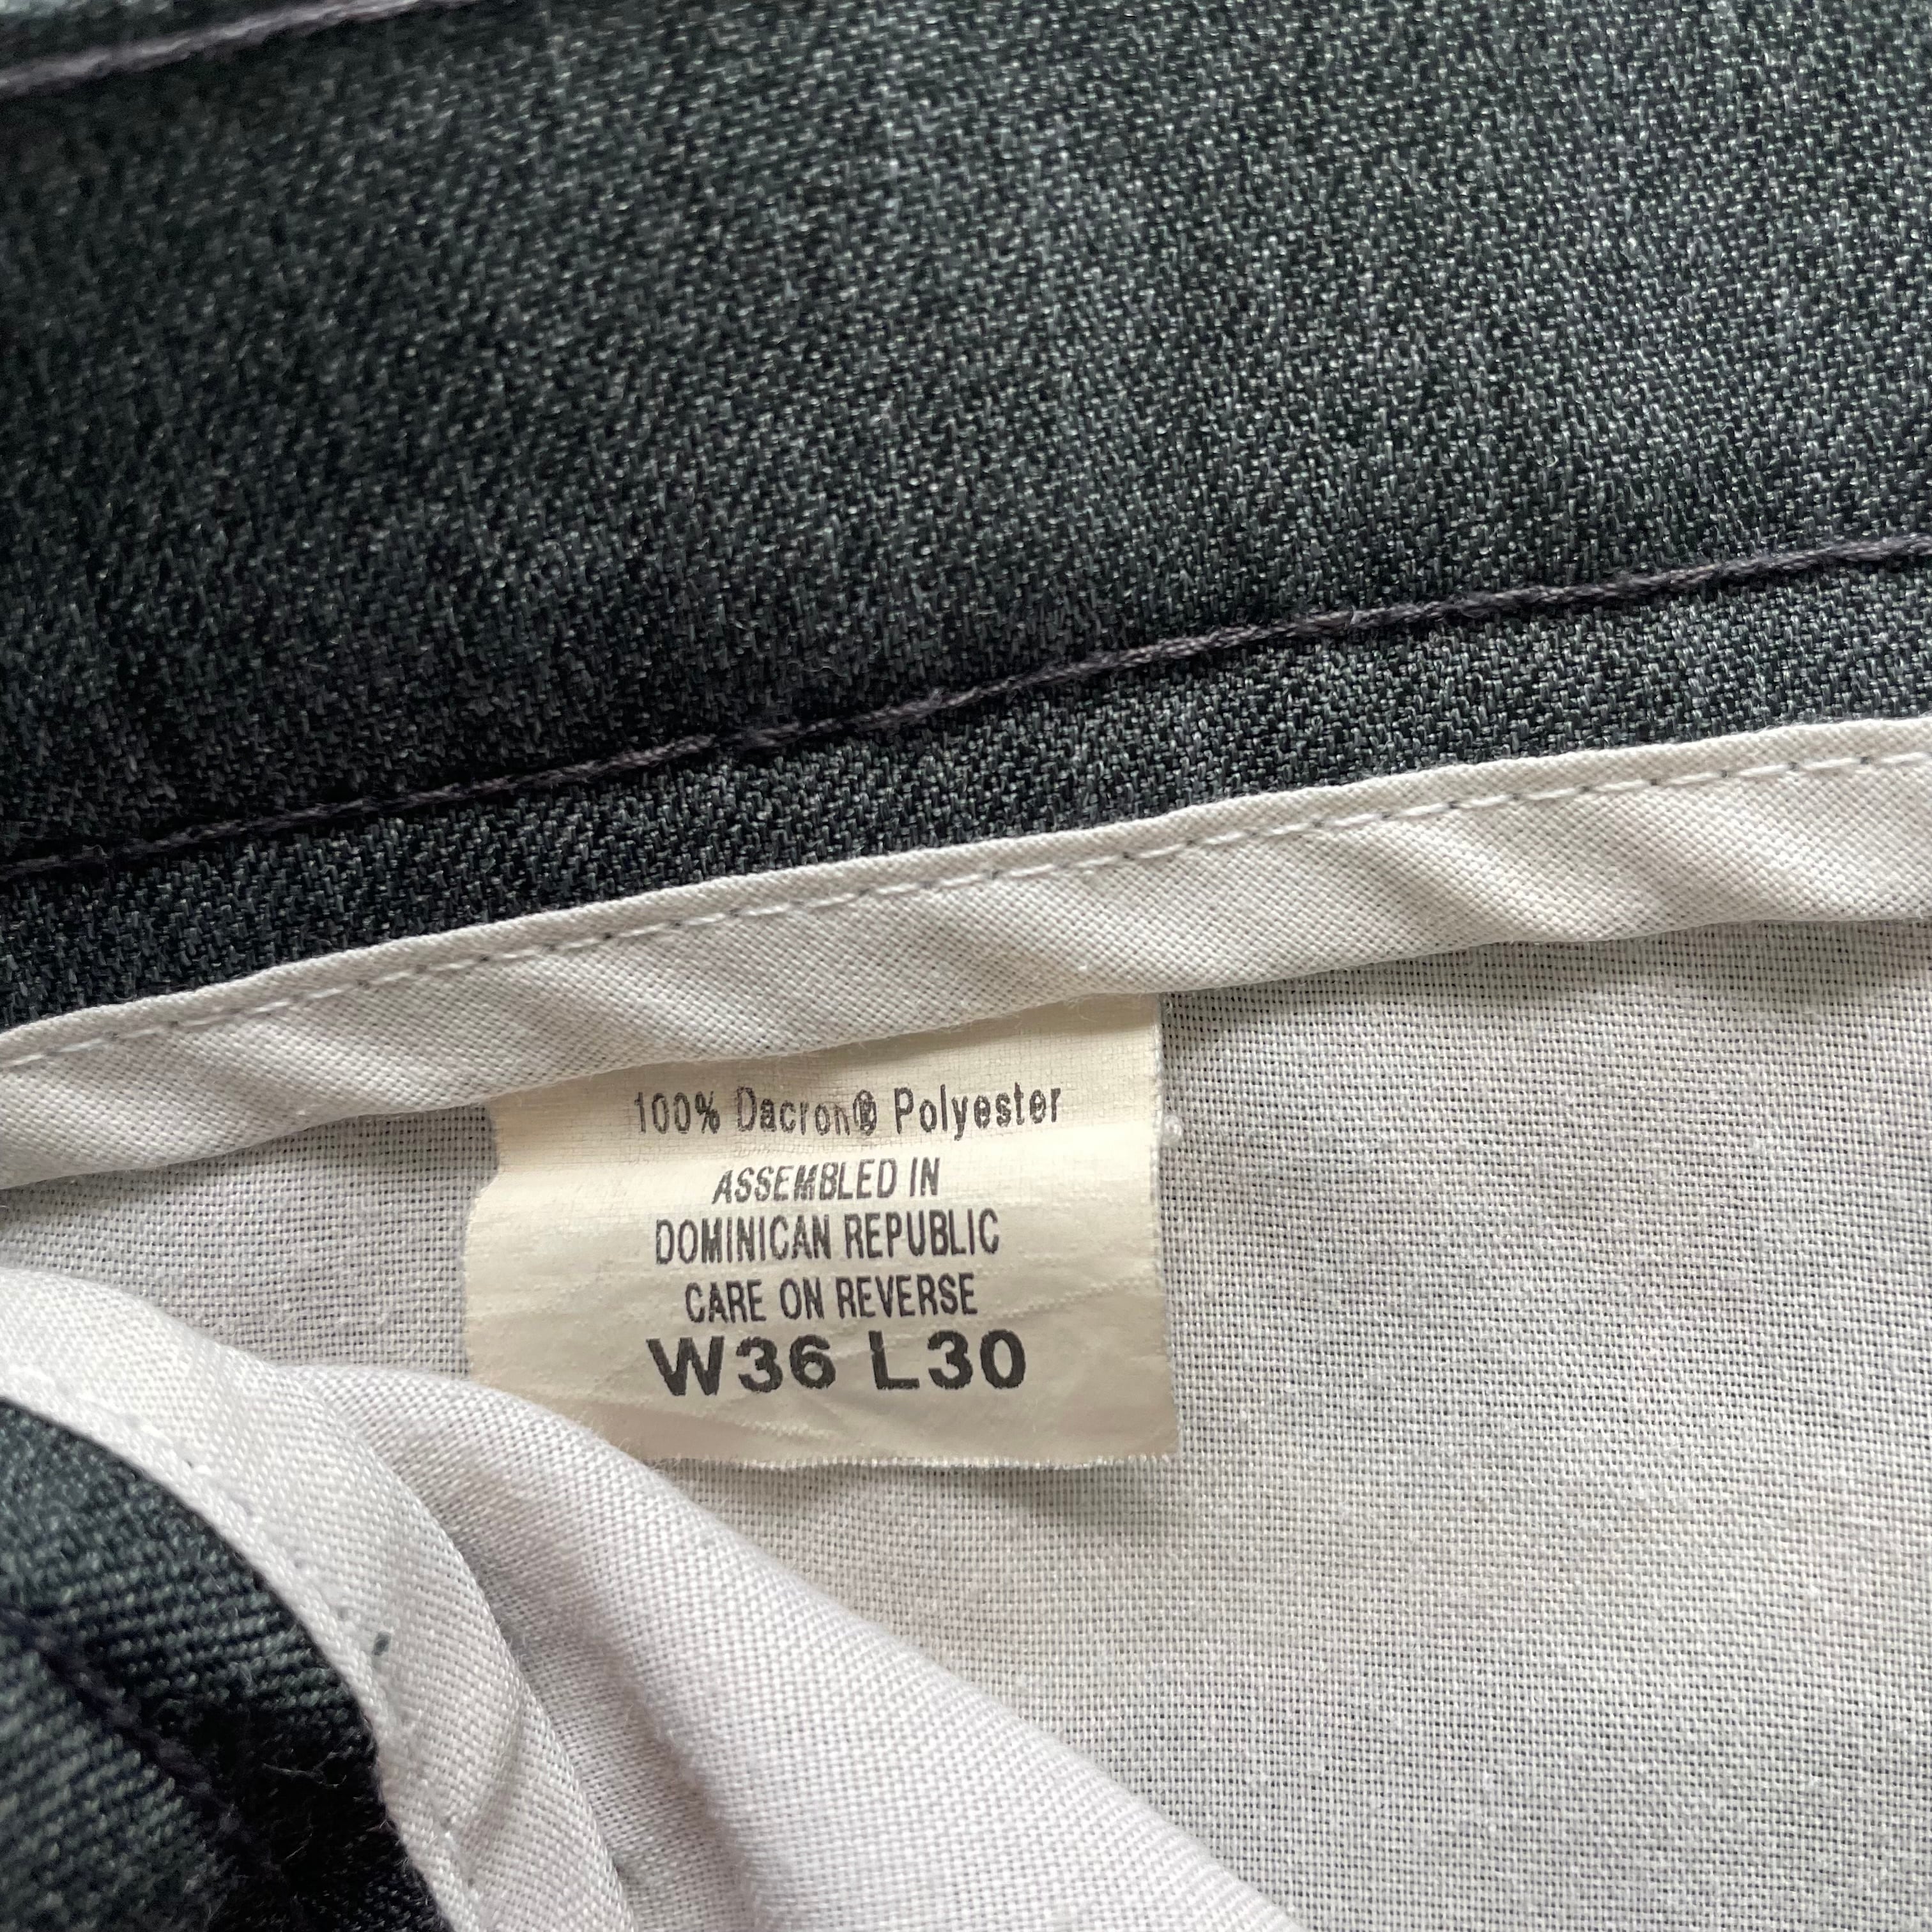 100% Dacron® Polyester
ASSEMBLED IN
DOMINICAN REPUBLIC
CARE ON REVERSE
W36 L30